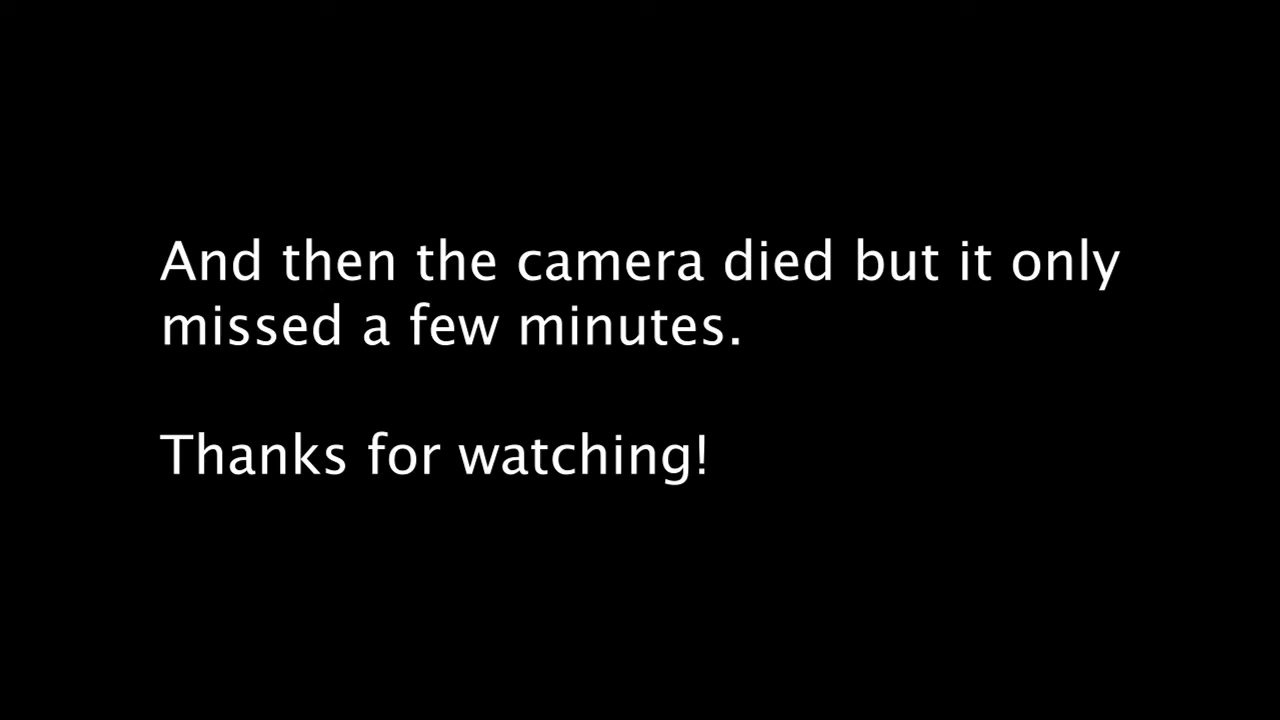 And then the camera died but it only
missed a few minutes.
Thanks for watching!